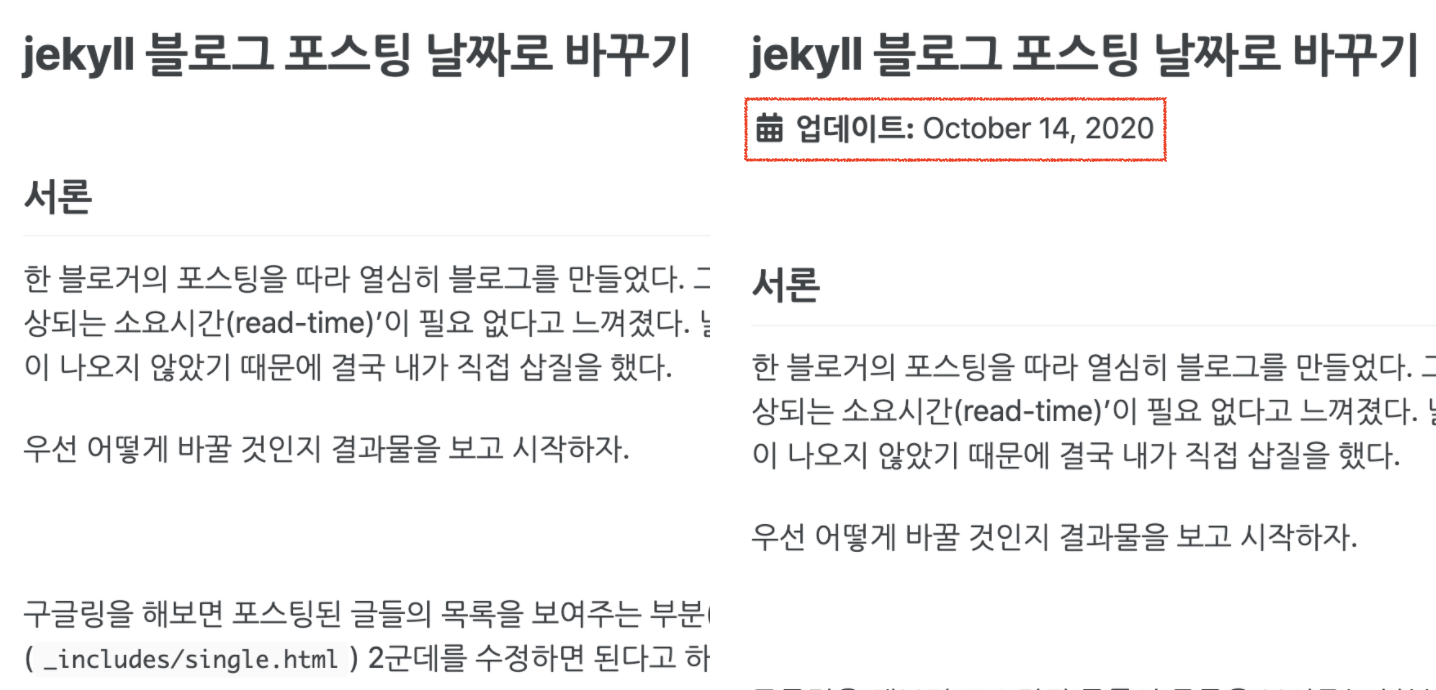 jekyll 블로그 포스팅 날짜로 바꾸기
서론
한 블로거의 포스팅을 따라 열심히 블로그를 만들었다.
상되는 소요시간(read-time)’이 필요 없다고 느껴졌다.
이 나오지 않았기 때문에 결국 내가 직접 삽질을 했다.
우선 어떻게 바꿀 것인지 결과물을 보고 시작하자.
구글링을 해보면 포스팅된 글들의 목록을 보여주는 부분(
( _includes/single.html ) 2군데를 수정하면 된다고 하
jekyll 블로그 포스팅 날짜로 바꾸기
업데이트: October 14, 2020
서론
한 블로거의 포스팅을 따라 열심히 블로그를 만들었다.
상되는 소요시간(read-time)’이 필요 없다고 느껴졌다.
이 나오지 않았기 때문에 결국 내가 직접 삽질을 했다.
우선 어떻게 바꿀 것인지 결과물을 보고 시작하자.